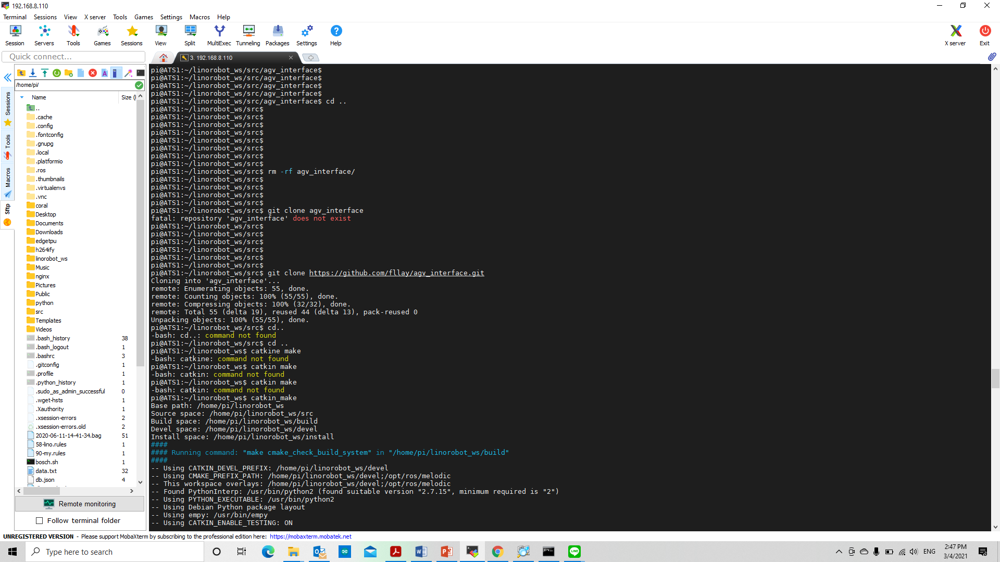 192.168.8.110
Terminal Sessions View X server Tools Games Settings Macros Help
Session Servers Tools Games Sessions View Split MultiExec Tunneling Packages Settings Help X server Exit
Quick connect...
3. 192.168.8.110
/home/pi/
Name Size (
Sessions
Tools
Macros
Sftp
..
.cache
.config
.fontconfig
.gnupg
.local
.platformio
.ros
.thumbnails
.virtualenvs
.vnc
coral
Desktop
Documents
Downloads
edgetpu
h264ify
linorobot_ws
Music
nginx
Pictures
Public
python
src
Templates
Videos
.bash_history 38
.bash_logout 1
.bashrc 3
.gitconfig 1
.profile 1
.python_history 1
.sudo_as_admin_successful 0
.wget-hsts 1
.Xauthority 1
.xsession-errors 2
.xsession-errors.old 2
2020-06-11-14-41-34.bag 51
58-lino.rules 1
90-my.rules 1
bosch.sh 1
data.txt 32
db.json 4
Remote monitoring
Follow terminal folder
pi@ATS1:~/linorobot_ws/src/agv_interface$
pi@ATS1:~/linorobot_ws/src/agv_interface$
pi@ATS1:~/linorobot_ws/src/agv_interface$
pi@ATS1:~/linorobot_ws/src/agv_interface$
pi@ATS1:~/linorobot_ws/src/agv_interface$ cd ..
pi@ATS1:~/linorobot_ws/src$
pi@ATS1:~/linorobot_ws/src$
pi@ATS1:~/linorobot_ws/src$
pi@ATS1:~/linorobot_ws/src$
pi@ATS1:~/linorobot_ws/src$
pi@ATS1:~/linorobot_ws/src$
pi@ATS1:~/linorobot_ws/src$
pi@ATS1:~/linorobot_ws/src$
pi@ATS1:~/linorobot_ws/src$ rm -rf agv_interface/
pi@ATS1:~/linorobot_ws/src$
pi@ATS1:~/linorobot_ws/src$
pi@ATS1:~/linorobot_ws/src$
pi@ATS1:~/linorobot_ws/src$
pi@ATS1:~/linorobot_ws/src$ git clone agv_interface
fatal: repository 'agv_interface' does not exist
pi@ATS1:~/linorobot_ws/src$
pi@ATS1:~/linorobot_ws/src$
pi@ATS1:~/linorobot_ws/src$
pi@ATS1:~/linorobot_ws/src$
pi@ATS1:~/linorobot_ws/src$
pi@ATS1:~/linorobot_ws/src$
pi@ATS1:~/linorobot_ws/src$ git clone https://github.com/fllay/agv_interface.git
Cloning into 'agv_interface'...
remote: Enumerating objects: 55, done.
remote: Counting objects: 100% (55/55), done.
remote: Compressing objects: 100% (32/32), done.
remote: Total 55 (delta 19), reused 44 (delta 13), pack-reused 0
Unpacking objects: 100% (55/55), done.
pi@ATS1:~/linorobot_ws/src$ cd..
-bash: cd..: command not found
pi@ATS1:~/linorobot_ws/src$ cd ..
pi@ATS1:~/linorobot_ws$ catkine make
-bash: catkine: command not found
pi@ATS1:~/linorobot_ws$ catkin make
-bash: catkin: command not found
pi@ATS1:~/linorobot_ws$ catkin make
-bash: catkin: command not found
pi@ATS1:~/linorobot_ws$ catkin_make
Base path: /home/pi/linorobot_ws
Source space: /home/pi/linorobot_ws/src
Build space: /home/pi/linorobot_ws/build
Devel space: /home/pi/linorobot_ws/devel
Install space: /home/pi/linorobot_ws/install
####
#### Running command: "make cmake_check_build_system" in "/home/pi/linorobot_ws/build"
####
-- Using CATKIN_DEVEL_PREFIX: /home/pi/linorobot_ws/devel
-- Using CMAKE_PREFIX_PATH: /home/pi/linorobot_ws/devel;/opt/ros/melodic
-- This workspace overlays: /home/pi/linorobot_ws/devel;/opt/ros/melodic
-- Found PythonInterp: /usr/bin/python2 (found suitable version "2.7.15", minimum required is "2")
-- Using PYTHON_EXECUTABLE: /usr/bin/python2
-- Using Debian Python package layout
-- Using empy: /usr/bin/empy
-- Using CATKIN_ENABLE_TESTING: ON
UNREGISTERED VERSION - Please support MobaXterm by subscribing to the professional edition here: https://mobaxterm.mobatek.net
Type here to search
ENG
2:47 PM
3/4/2021